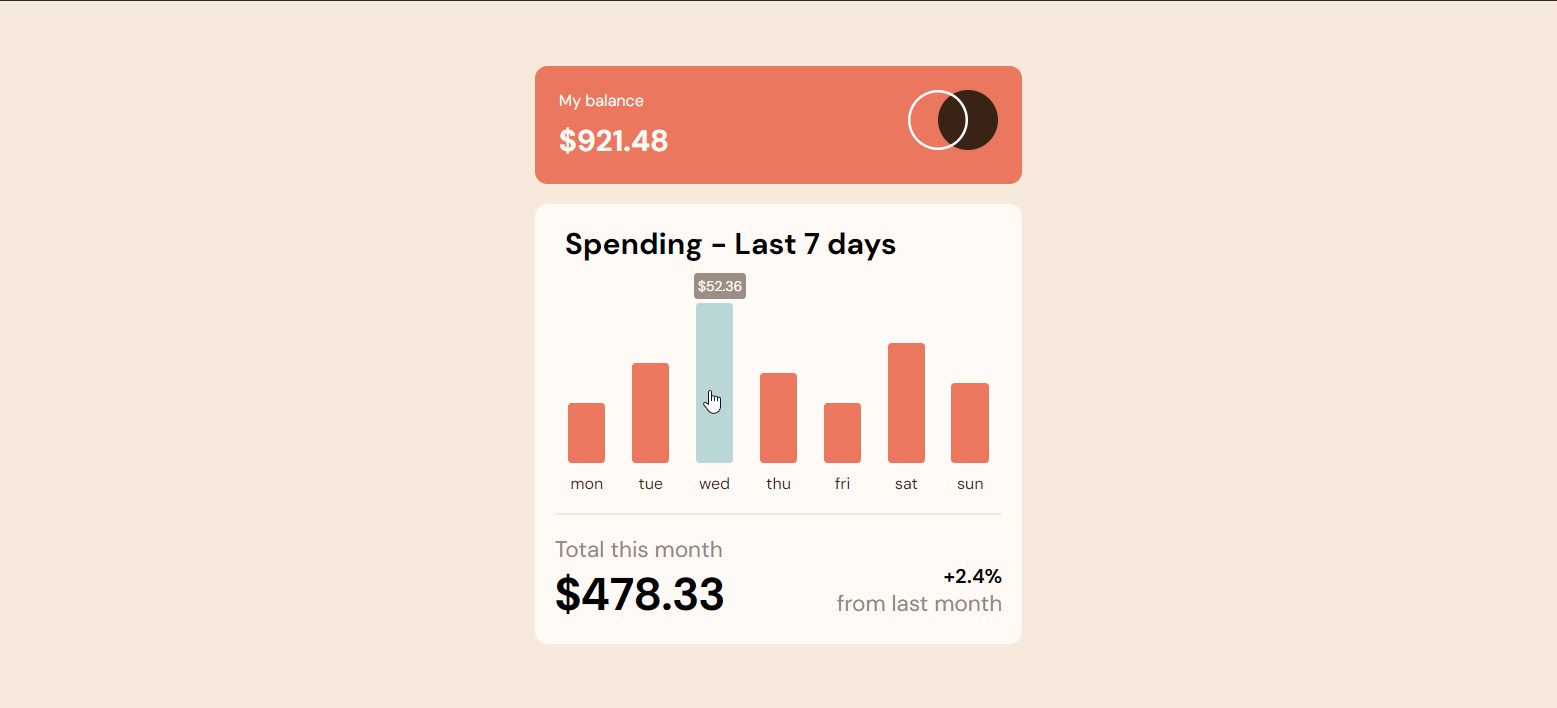 My balance
$921.48
Spending - Last 7 days
$52.36
mon tue wed thu fri sat sun
Total this month
$478.33
+2.4%
from last month